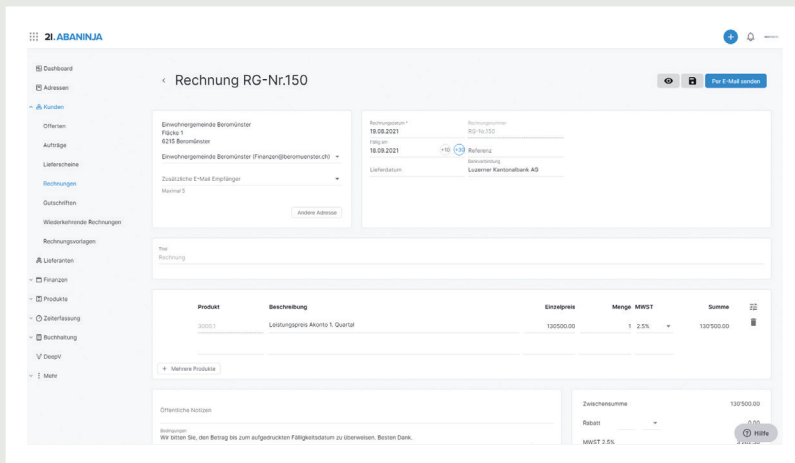 21.ABANINJA
Dashboard
Adressen
Kunden
Offerten
Aufträge
Lieferscheine
Rechnungen
Gutschriften
Wiederkehrende Rechnungen
Rechnungsvorlagen
Lieferanten
Finanzen
Produkte
Zeiterfassung
Buchhaltung
DeepV
Mehr
Rechnung RG-Nr.150
Per E-Mail senden
Einwohnergemeinde Beromünster
Fläcke 1
6215 Beromünster
Einwohnergemeinde Beromünster (Finanzen@beromuenster.ch)
Zusätzliche E-Mail Empfänger
Maximal 5
Andere Adresse
Rechnungsdatum *
19.08.2021
Rechnungsnummer
RG-Nr.150
Fällig am
18.09.2021
+10
+30
Referenz
Lieferdatum
Bankverbindung
Luzerner Kantonalbank AG
Titel
Rechnung
Produkt Beschreibung Einzelpreis Menge MWST Summe
3000.1 Leistungspreis Akonto 1. Quartal 130500.00 1 2.5% 130'500.00
+ Mehrere Produkte
Öffentliche Notizen
Bedingungen
Wir bitten Sie, den Betrag bis zum aufgedruckten Fälligkeitsdatum zu überweisen. Besten Dank.
Zwischensumme 130'500.00
Rabatt 0.00
MWST 2.5%
Hilfe